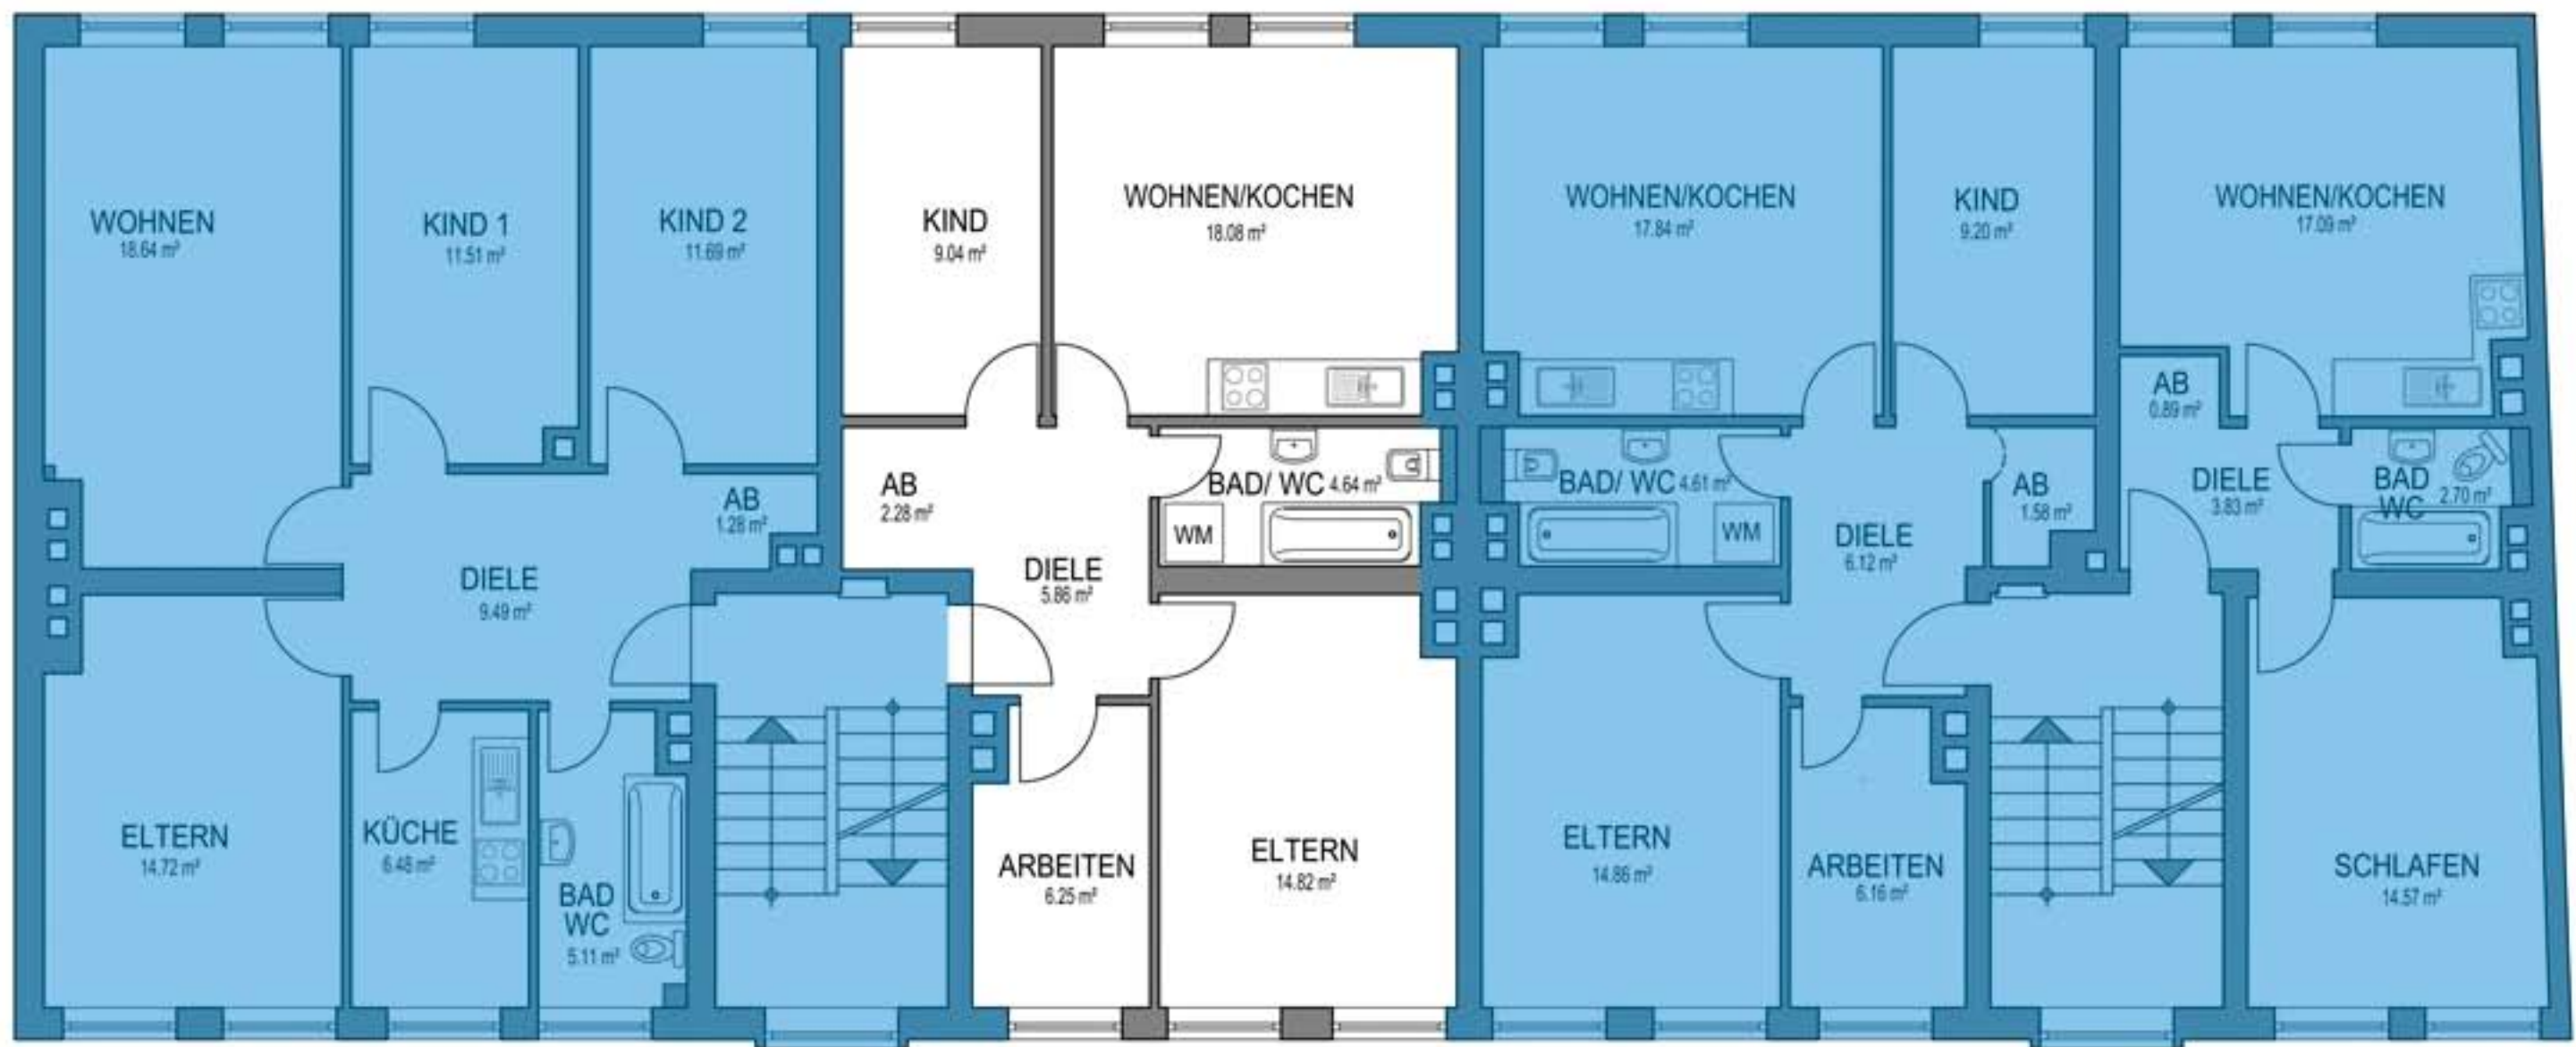 WOHNEN
18.64 m²
KIND 1
11.51 m²
KIND 2
11.69 m²
KIND
9.04 m²
WOHNEN/KOCHEN
18.08 m²
WOHNEN/KOCHEN
17.84 m²
KIND
9.20 m²
WOHNEN/KOCHEN
17.09 m²
AB
0.89 m²
AB
1.28 m²
AB
2.28 m²
BAD/ WC 4.64 m²
WM
BAD/ WC 4.61 m²
WM
AB
1.58 m²
DIELE
3.83 m²
BAD
WC
2.70 m²
DIELE
9.49 m²
DIELE
5.86 m²
DIELE
6.12 m²
ELTERN
14.72 m²
KÜCHE
6.48 m²
BAD
WC
5.11 m²
ARBEITEN
6.25 m²
ELTERN
14.82 m²
ELTERN
14.86 m²
ARBEITEN
6.16 m²
SCHLAFEN
14.57 m²